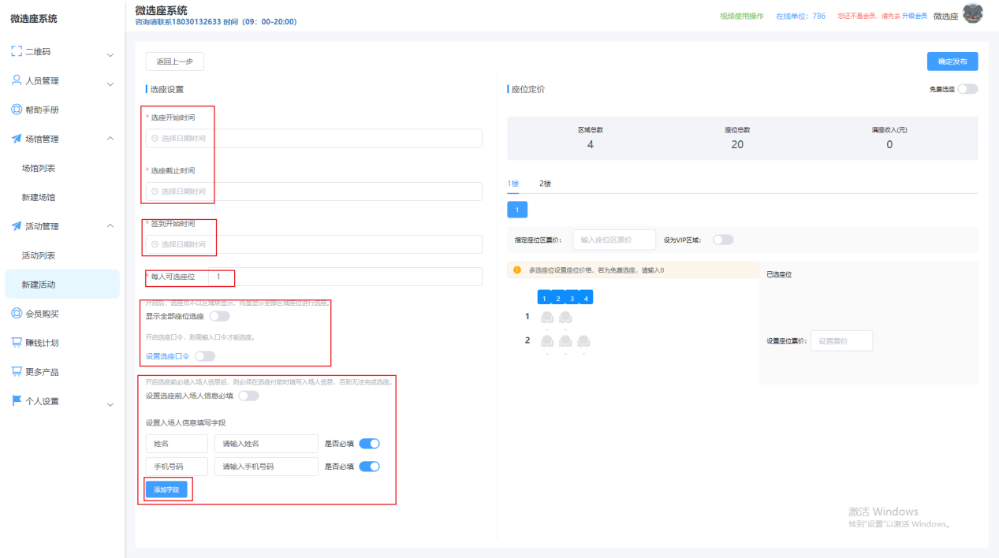 微选座系统
微选座系统
咨询请联系18030132633 时间（09：00-20:00）
视频使用操作 在线单位：786 您还不是会员，请先去 升级会员 微选座
二维码
人员管理
帮助手册
场馆管理
场馆列表
新建场馆
活动管理
活动列表
新建活动
会员购买
赚钱计划
更多产品
个人设置
返回上一步
确定发布
选座设置
* 选座开始时间
选择日期时间
* 选座截止时间
选择日期时间
* 签到开始时间
选择日期时间
* 每人可选座位 1
开启后，选座页不以区域块显示，而是显示全部区域座位进行选座。
显示全部座位选座
开启选座口令，则需输入口令才能选座。
设置选座口令
开启选座前必填入场人信息后，则必须在选座付款时填写入场人信息，否则无法完成选座。
设置选座前入场人信息必填
设置入场人信息填写字段
姓名 请输入姓名 是否必填
手机号码 请输入手机号码 是否必填
添加字段
座位定价
免费选座
区域总数 座位总数 满座收入(元)
4 20 0
1楼 2楼
1
指定座位区票价： 输入座位区票价 设为VIP区域：
多选座位设置座位价格，若为免费选座，请输入0
1 2 3 4
1
2
已选座位
设置座位票价： 设置票价
激活 Windows
转到"设置"以激活 Windows。